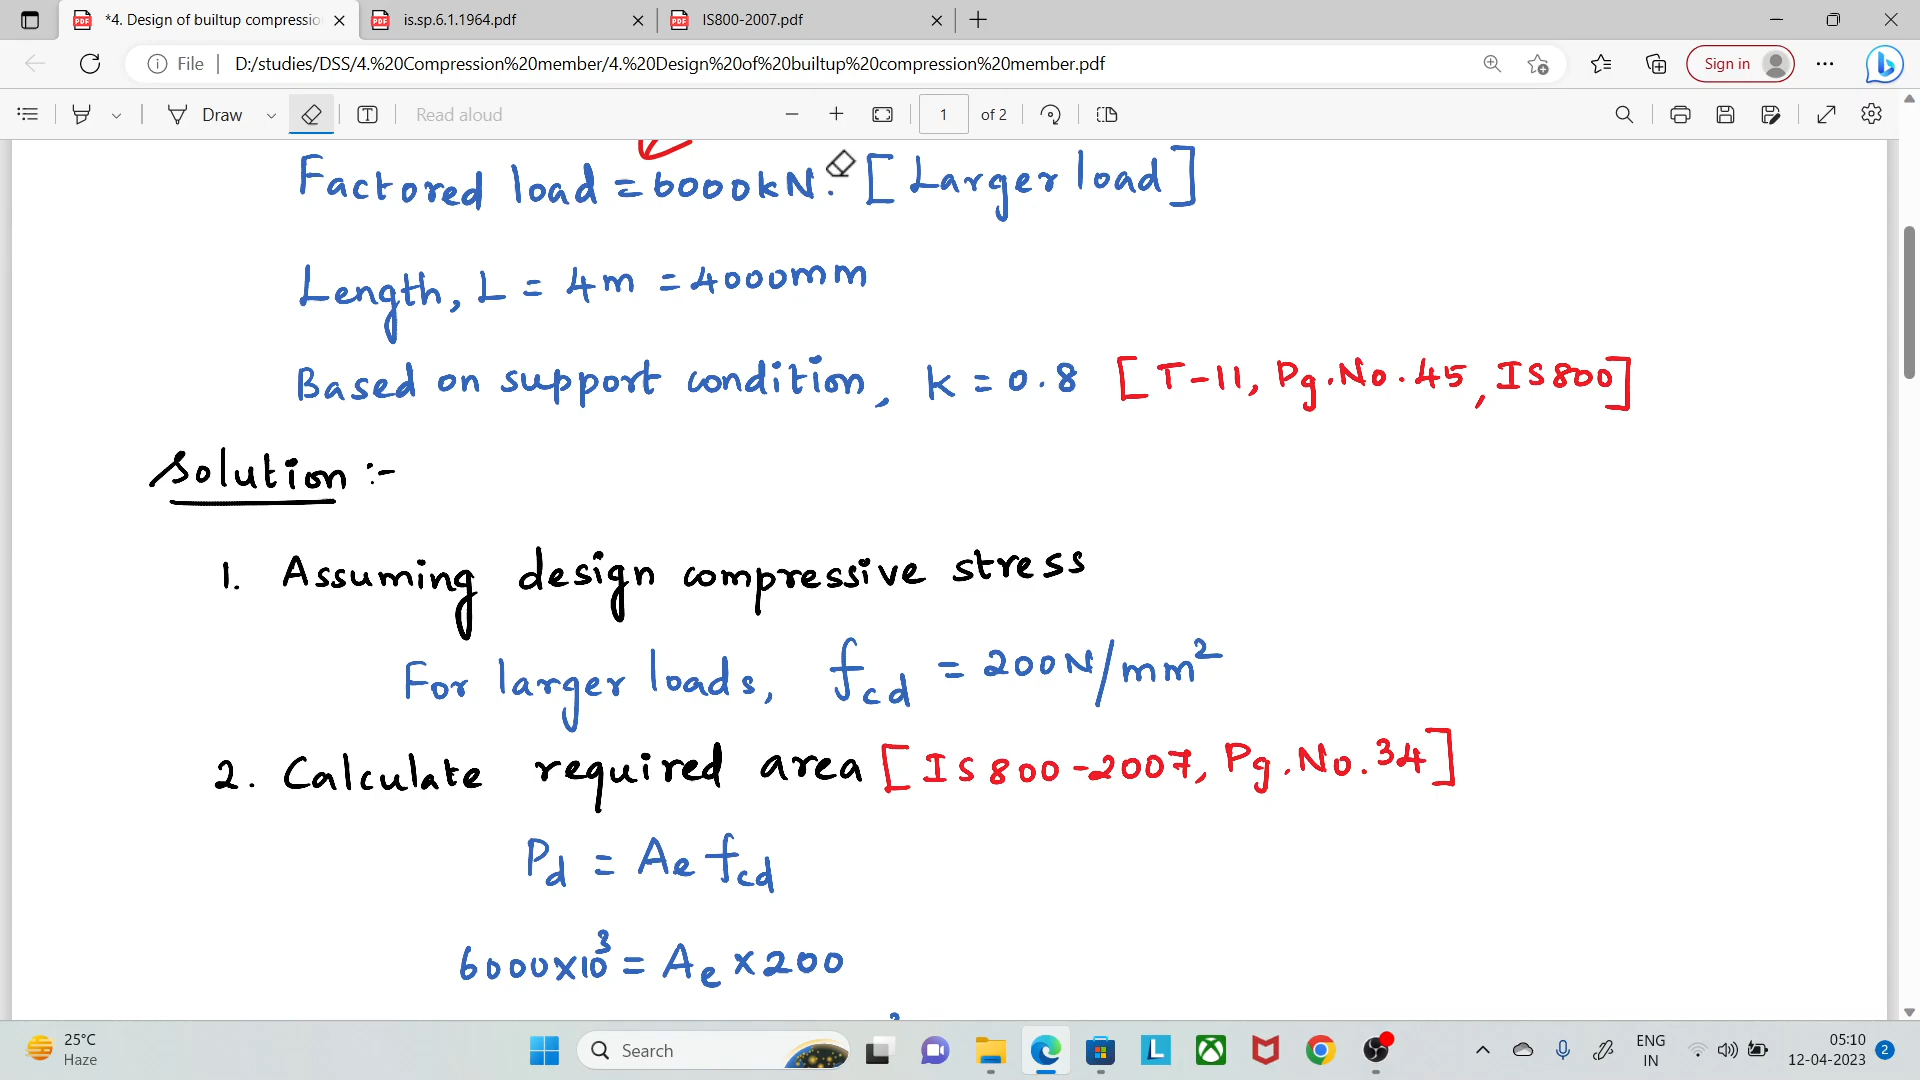 *4. Design of builtup compressio
is.sp.6.1.1964.pdf
IS800-2007.pdf
File
D:/studies/DSS/4.%20Compression%20member/4.%20Design%20of%20builtup%20compression%20member.pdf
Sign in
Draw
Read aloud
1 of 2
Factored load = 6000kN. [Larger load]
Length, L = 4m = 4000mm
Based on support condition, k = 0.8 [T-11, Pg.No.45, IS800]
Solution :-
1. Assuming design compressive stress
For larger loads, fcd = 200N/mm²
2. Calculate required area [IS800-2007, Pg.No.34]
Pd = Ae fcd
6000x10³ = Ae x 200
25°C
Haze
Search
ENG
IN
05:10
12-04-2023
2